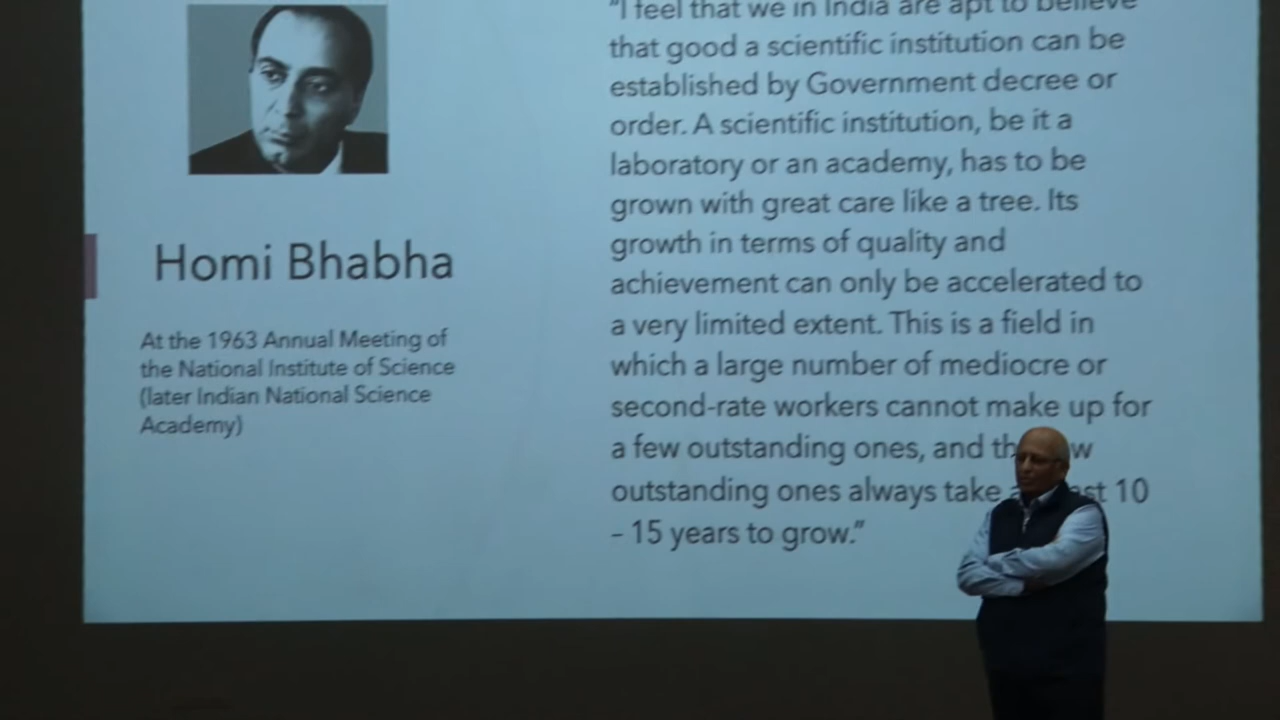 Homi Bhabha
At the 1963 Annual Meeting of
the National Institute of Science
(later Indian National Science
Academy)
"I feel that we in India are apt to believe
that good a scientific institution can be
established by Government decree or
order. A scientific institution, be it a
laboratory or an academy, has to be
grown with great care like a tree. Its
growth in terms of quality and
achievement can only be accelerated to
a very limited extent. This is a field in
which a large number of mediocre or
second-rate workers cannot make up for
a few outstanding ones, and
outstanding ones always take 10
– 15 years to grow."